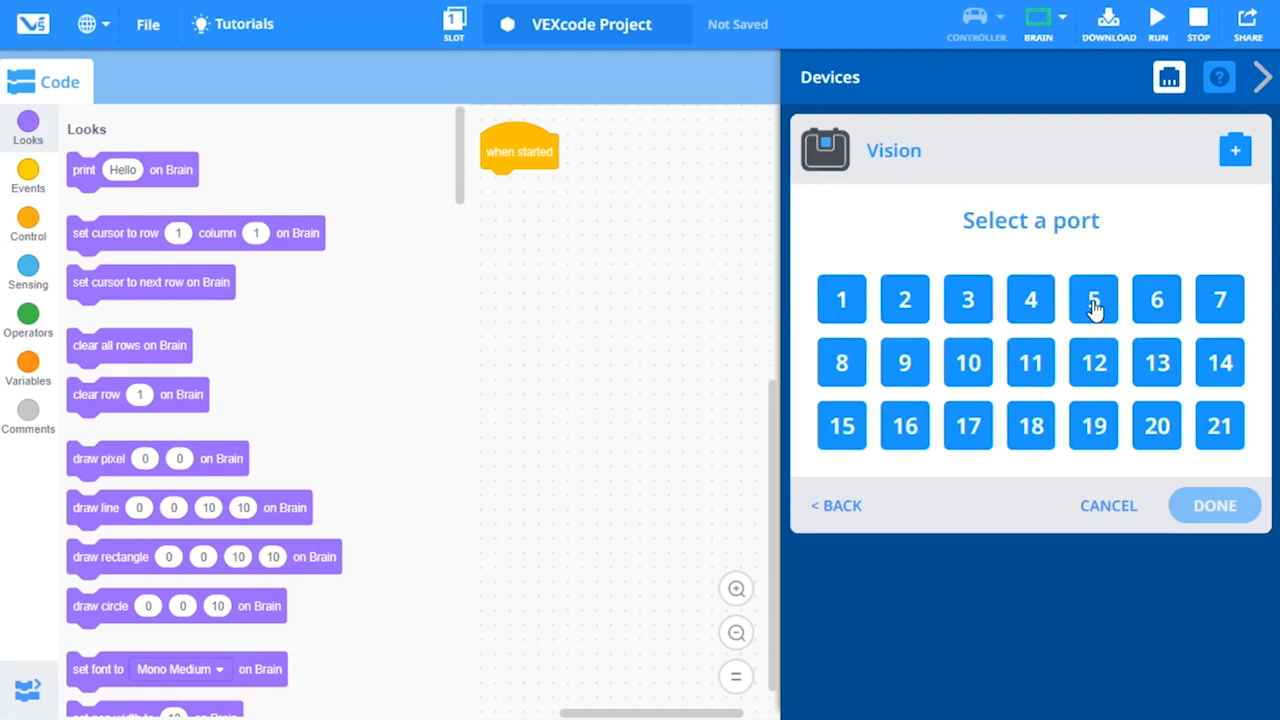 V5 File Tutorials 1 SLOT VEXcode Project Not Saved CONTROLLER BRAIN DOWNLOAD RUN STOP SHARE
Code
Looks
Events
Control
Sensing
Operators
Variables
Comments
Looks
print Hello on Brain
set cursor to row 1 column 1 on Brain
set cursor to next row on Brain
clear all rows on Brain
clear row 1 on Brain
draw pixel 0 0 on Brain
draw line 0 0 10 10 on Brain
draw rectangle 0 0 10 10 on Brain
draw circle 0 0 10 on Brain
set font to Mono Medium on Brain
when started
Devices ?
Vision +
Select a port
1 2 3 4 5 6 7
8 9 10 11 12 13 14
15 16 17 18 19 20 21
< BACK CANCEL DONE